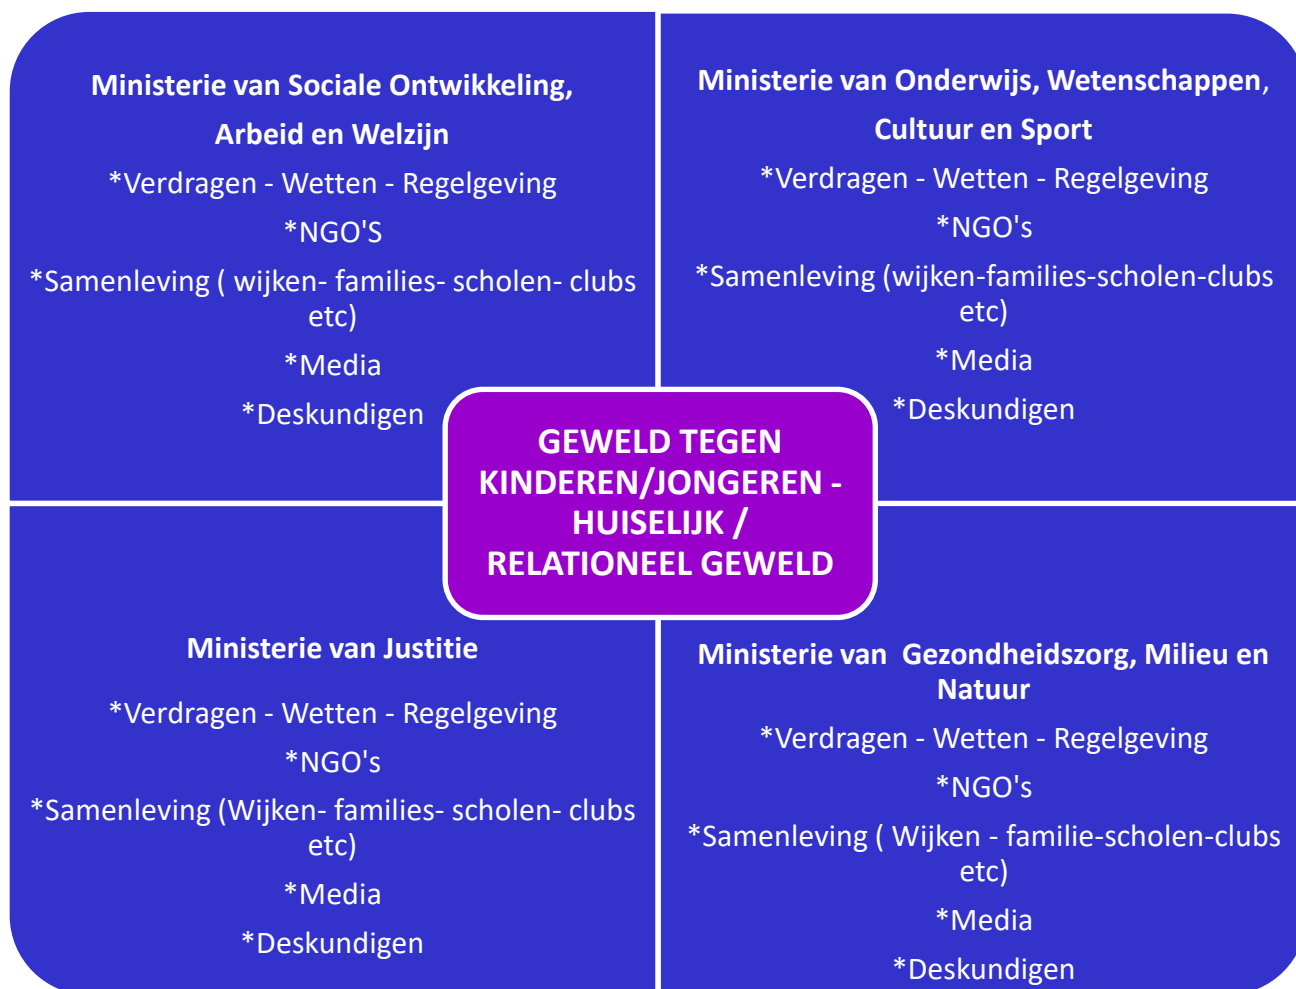 Ministerie van Sociale Ontwikkeling,
Arbeid en Welzijn
*Verdragen - Wetten - Regelgeving
*NGO'S
*Samenleving ( wijken- families- scholen- clubs
etc)
*Media
*Deskundigen
Ministerie van Onderwijs, Wetenschappen,
Cultuur en Sport
*Verdragen - Wetten - Regelgeving
*NGO's
*Samenleving (wijken-families-scholen-clubs
etc)
*Media
*Deskundigen
GEWELD TEGEN
KINDEREN/JONGEREN -
HUISELIJK /
RELATIONEEL GEWELD
Ministerie van Justitie
*Verdragen - Wetten - Regelgeving
*NGO's
*Samenleving (Wijken- families- scholen- clubs
etc)
*Media
*Deskundigen
Ministerie van  Gezondheidszorg, Milieu en
Natuur
*Verdragen - Wetten - Regelgeving
*NGO's
*Samenleving ( Wijken - familie-scholen-clubs
etc)
*Media
*Deskundigen